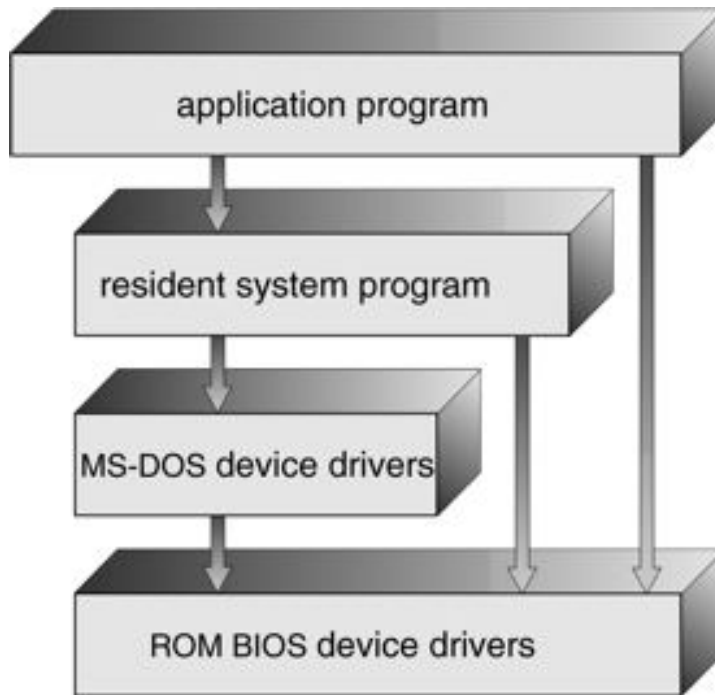 application program
resident system program
MS-DOS device drivers
ROM BIOS device drivers